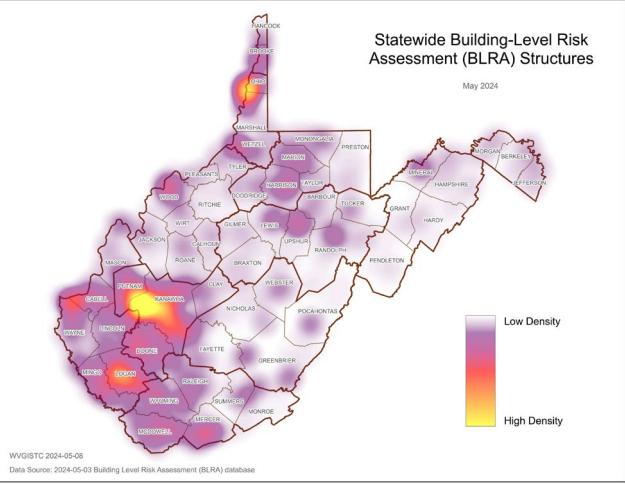 Statewide Building-Level Risk
Assessment (BLRA) Structures
May 2024
HANCOCK
BROOKE
OHIO
MARSHALL
WETZEL
MONONGALIA
MARION
PRESTON
MORGAN
BERKELEY
JEFFERSON
MINERAL
HAMPSHIRE
TYLER
PLEASANTS
HARRISON
TAYLOR
DODDRIDGE
BARBOUR
WOOD
RITCHIE
TUCKER
GRANT
HARDY
WIRT
GILMER
LEWIS
UPSHUR
RANDOLPH
JACKSON
CALHOUN
ROANE
BRAXTON
PENDLETON
MASON
PUTNAM
CLAY
WEBSTER
CABELL
KANAWHA
NICHOLAS
POCAHONTAS
WAYNE
LINCOLN
BOONE
FAYETTE
GREENBRIER
MINGO
LOGAN
RALEIGH
WYOMING
SUMMERS
MONROE
MERCER
MCDOWELL
Low Density
High Density
WVGISTC 2024-05-08
Data Source: 2024-05-03 Building Level Risk Assessment (BLRA) database